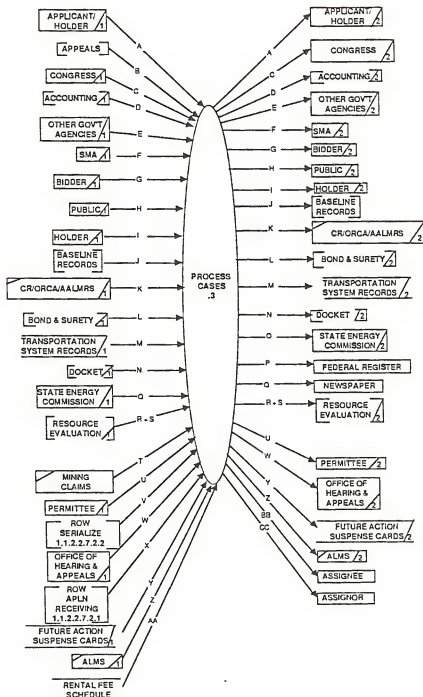 APPLICANT/
HOLDER /1
A
[APPEALS]
B
CONGRESS /1
C
ACCOUNTING /1
D
OTHER GOV'T
AGENCIES /1
E
SMA /1
F
BIDDER /1
G
PUBLIC /1
H
HOLDER /1
I
BASELINE
RECORDS
J
CR/ORCA/AALMRS /1
K
BOND & SURETY /1
L
TRANSPORTATION
SYSTEM RECORDS /1
M
DOCKET /1
N
STATE ENERGY
COMMISSION /1
Q
RESOURCE
EVALUATION /1
R+S
MINING
CLAIMS
T
PERMITTEE /1
U
ROW
SERIALIZE
1.1.2.2.7.2.2
V
OFFICE OF
HEARING &
APPEALS /1
W
ROW
APLN
RECEIVING
1.1.2.2.7.2.1
X
FUTURE ACTION
SUSPENSE CARDS /1
Y
ALMS /1
Z
RENTAL FEE
SCHEDULE
AA
PROCESS
CASES
.3
A
APPLICANT/
HOLDER /2
C
CONGRESS /2
D
ACCOUNTING /2
E
OTHER GOV'T
AGENCIES /2
F
SMA /2
G
BIDDER /2
H
PUBLIC /2
I
HOLDER /2
J
BASELINE
RECORDS
K
CR/ORCA/AALMRS /2
L
BOND & SURETY /2
M
TRANSPORTATION
SYSTEM RECORDS /2
N
DOCKET /2
O
STATE ENERGY
COMMISSION /2
P
FEDERAL REGISTER
Q
NEWSPAPER
R+S
RESOURCE
EVALUATION /2
U
PERMITTEE /2
W
OFFICE OF
HEARING &
APPEALS /2
Y
FUTURE ACTION
SUSPENSE CARDS /2
Z
ALMS /2
BB
ASSIGNEE
CC
ASSIGNOR